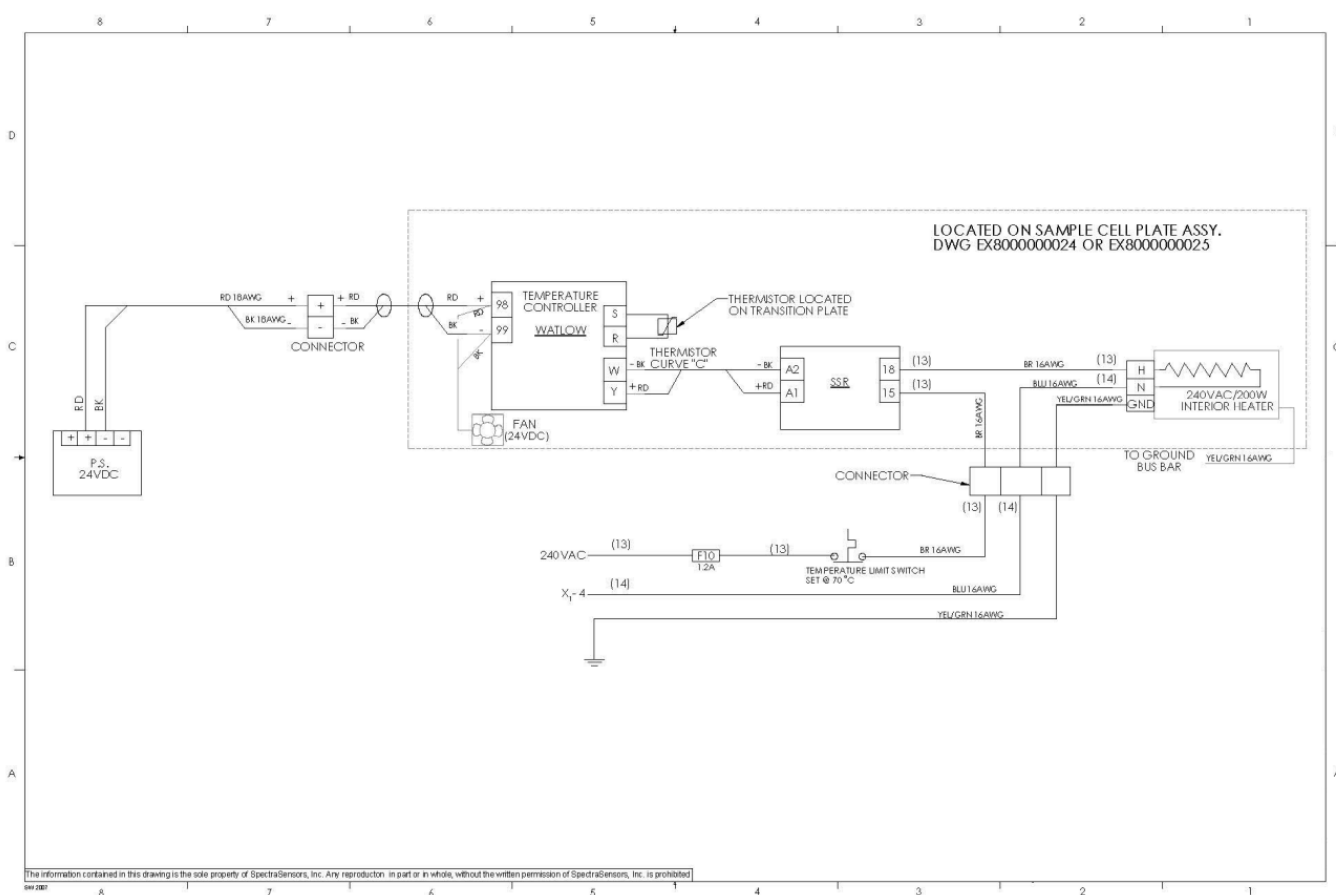 8 7 6 5 4 3 2 1
D
C
B
A
LOCATED ON SAMPLE CELL PLATE ASSY.
DWG EX8000000024 OR EX8000000025
RD 18AWG + + + RD RD + 98
BK 18AWG - - - BK BK - 99
RD
BK
CONNECTOR
TEMPERATURE
CONTROLLER
WATLOW
S
R
W
Y
THERMISTOR LOCATED
ON TRANSITION PLATE
THERMISTOR
CURVE "C"
- BK
+ RD
- BK
+RD
A2
A1
SSR
18
15
(13)
(13)
BR 16AWG (13) H
BLU 16AWG (14) N
YEL/GRN 16AWG GND
240VAC/200W
INTERIOR HEATER
BR 16AWG
RD
BK
+ + - -
P.S.
24VDC
FAN
(24VDC)
TO GROUND
BUS BAR
YEL/GRN 16AWG
CONNECTOR
(13) (14)
240VAC (13) F10 (13) BR 16AWG
1.2A
TEMPERATURE LIMIT SWITCH
SET @ 70°C
X1- 4 (14) BLU 16AWG
YEL/GRN 16AWG
The information contained in this drawing is the sole property of SpectraSensors, Inc. Any reproducton in part or in whole, without the written permission of SpectraSensors, Inc. is prohibited
8 7 6 5 4 3 2 1